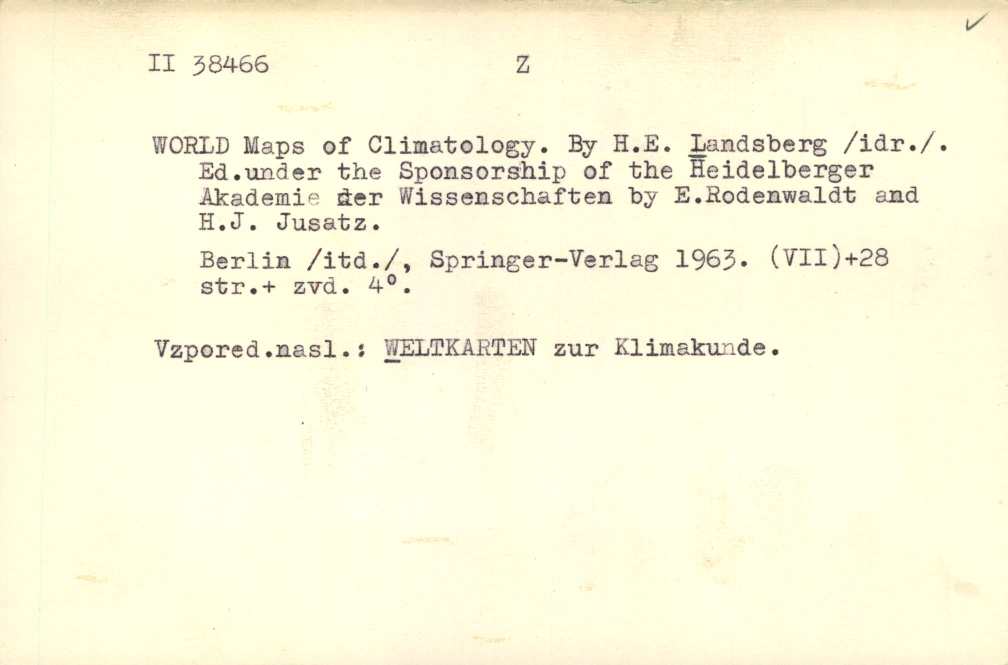 II 38466 Z
WORLD Maps of Climatology. By H.E. Landsberg /idr./.
Ed.under the Sponsorship of the Heidelberger
Akademie der Wissenschaften by E.Rodenwaldt and
H.J. Jusatz.
Berlin /itd./, Springer-Verlag 1963. (VII)+28
str.+ zvd. 4°.
Vzpored.nasl.: WELTKARTEN zur Klimakunde.